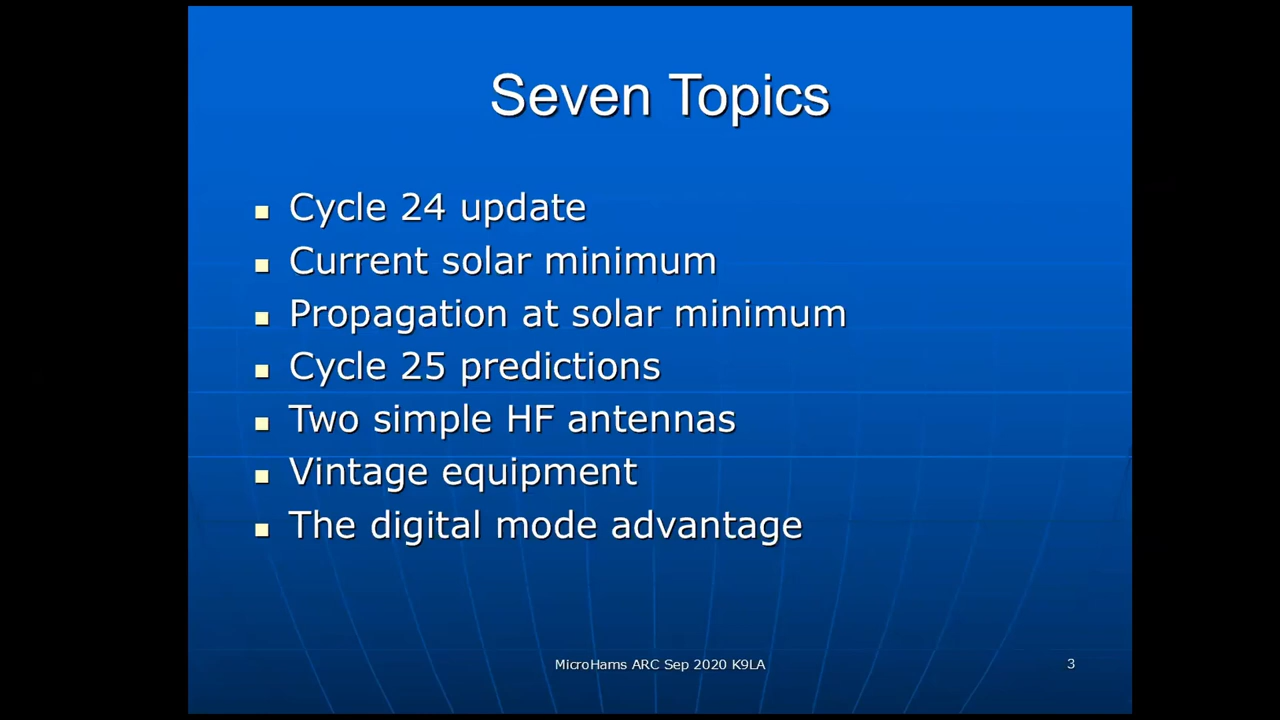 Seven Topics
Cycle 24 update
Current solar minimum
Propagation at solar minimum
Cycle 25 predictions
Two simple HF antennas
Vintage equipment
The digital mode advantage
MicroHams ARC Sep 2020 K9LA
3